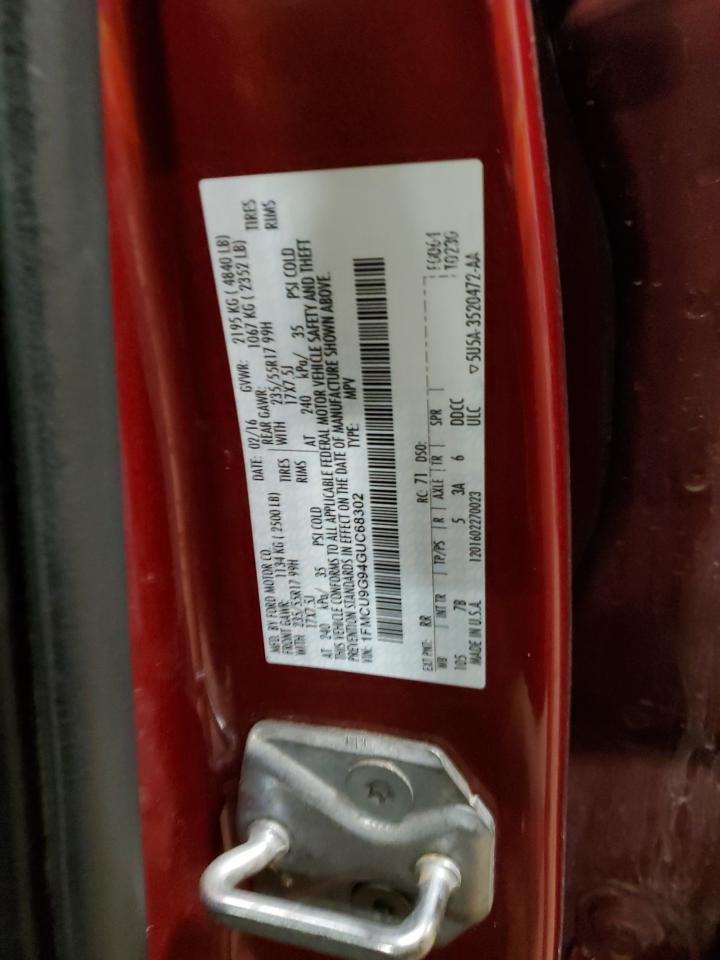 MFD. BY FORD MOTOR CO. DATE: 02/16 GVWR: 2195 KG ( 4840 LB)
FRONT GAWR: 1134 KG ( 2500 LB) REAR GAWR: 1067 KG ( 2352 LB)
WITH 235/55R17 99H TIRES WITH 235/55R17 99H TIRES
17X7.5J RIMS 17X7.5J RIMS
AT 240 kPa/ 35 PSI COLD AT 240 kPa/ 35 PSI COLD
THIS VEHICLE CONFORMS TO ALL APPLICABLE FEDERAL MOTOR VEHICLE SAFETY AND THEFT
PREVENTION STANDARDS IN EFFECT ON THE DATE OF MANUFACTURE SHOWN ABOVE.
VIN: 1FMCU9G94GUC68302 TYPE: MPV
EXT PNT: RR RC: 71 DSO: F0064
WB INT TR TP/PS R AXLE TR SPR T0230
105 7B 5 3A 6 DDCC
MADE IN U.S.A. 1201602270023 ULC ▽5U5A-3520472-AA